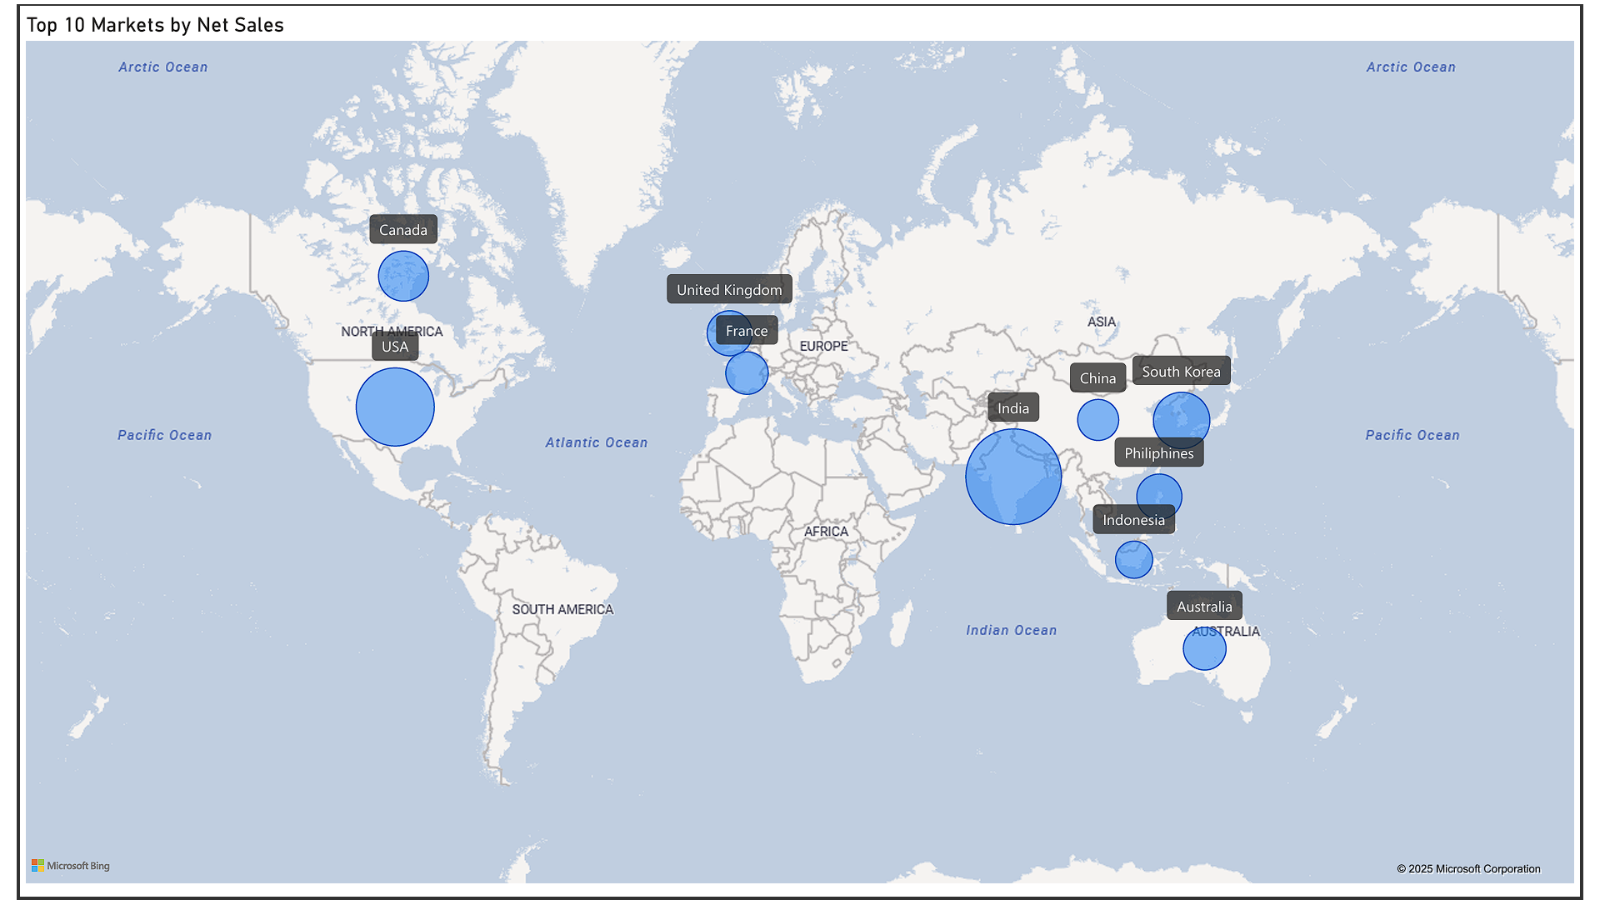 Top 10 Markets by Net Sales
Arctic Ocean
Arctic Ocean
Canada
United Kingdom
NORTH AMERICA
USA
France
EUROPE
ASIA
China
South Korea
India
Pacific Ocean
Atlantic Ocean
Pacific Ocean
Philiphines
Indonesia
AFRICA
SOUTH AMERICA
Indian Ocean
Australia
AUSTRALIA
Microsoft Bing
© 2025 Microsoft Corporation